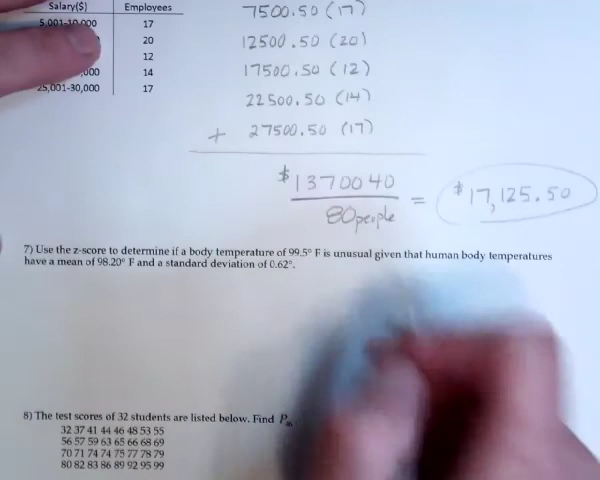 Salary($) Employees
5,001-10,000 17
20
12
,000 14
25,001-30,000 17
7500.50 (17)
12500.50 (20)
17500.50 (12)
22500.50 (14)
+ 27500.50 (17)
$1370040 = $17,125.50
80 people
7) Use the z-score to determine if a body temperature of 99.5° F is unusual given that human body temperatures
have a mean of 98.20° F and a standard deviation of 0.62°.
8) The test scores of 32 students are listed below. Find
32 37 41 44 46 48 53 55
56 57 59 63 65 66 68 69
70 71 74 74 75 77 78 79
80 82 83 86 89 92 95 99